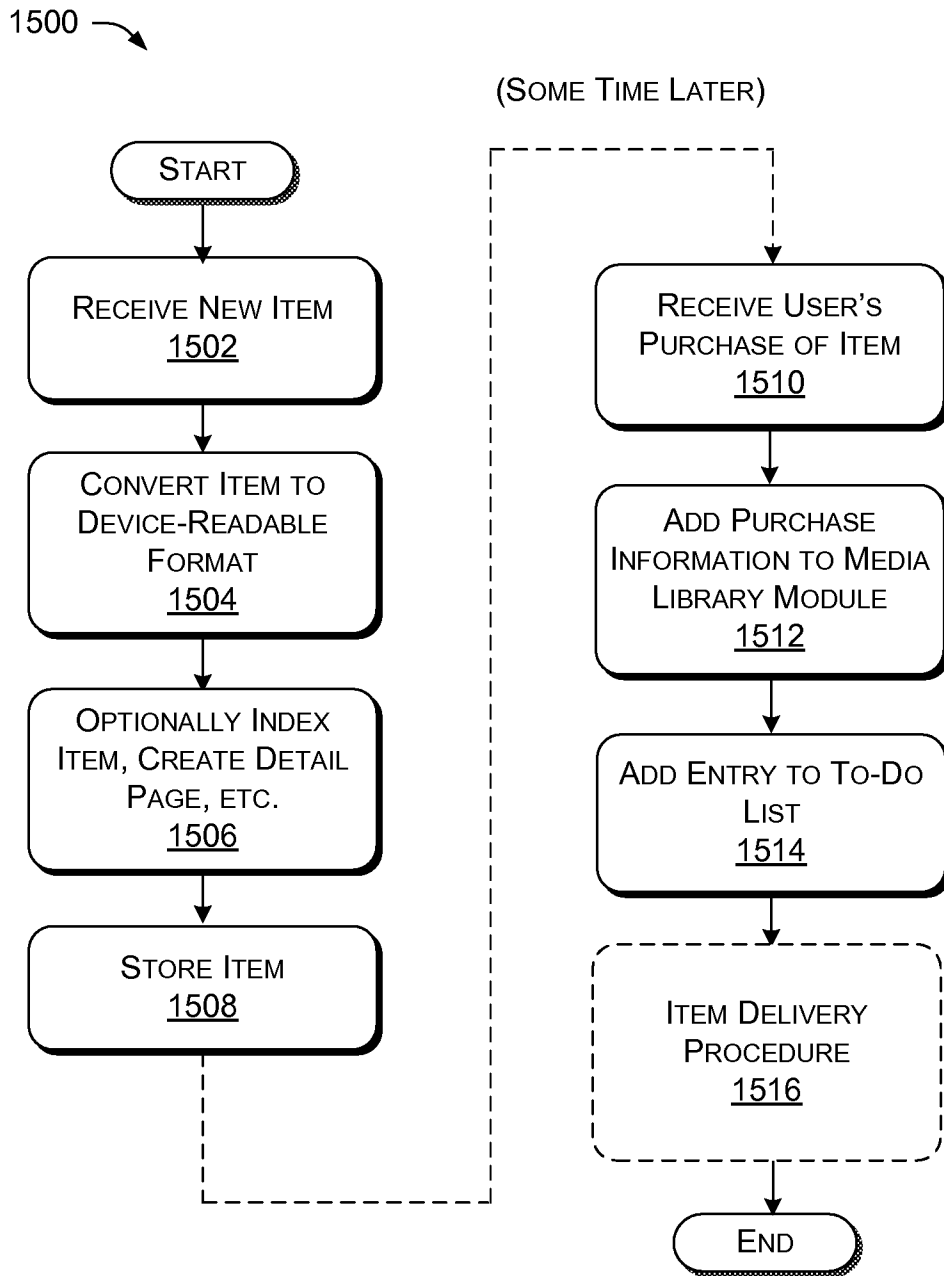 1500
(SOME TIME LATER)
START
RECEIVE NEW ITEM
1502
CONVERT ITEM TO
DEVICE-READABLE
FORMAT
1504
OPTIONALLY INDEX
ITEM, CREATE DETAIL
PAGE, ETC.
1506
STORE ITEM
1508
RECEIVE USER'S
PURCHASE OF ITEM
1510
ADD PURCHASE
INFORMATION TO MEDIA
LIBRARY MODULE
1512
ADD ENTRY TO TO-DO
LIST
1514
ITEM DELIVERY
PROCEDURE
1516
END